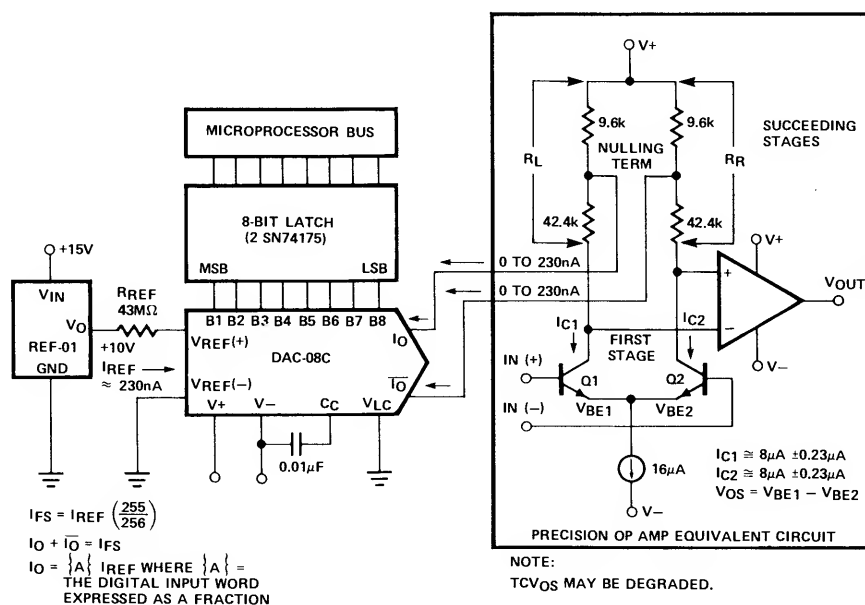 MICROPROCESSOR BUS
8-BIT LATCH
(2 SN74175)
MSB
LSB
+15V
VIN
VO
REF-01
GND
RREF
43MΩ
+10V
IREF
≈ 230nA
B1 B2 B3 B4 B5 B6 B7 B8
VREF(+)
IO
DAC-08C
VREF(–)
IO
V+
V–
CC
VLC
0.01μF
0 TO 230nA
0 TO 230nA
V+
9.6k
9.6k
RL
NULLING
TERM
RR
SUCCEEDING
STAGES
42.4k
42.4k
V+
+
–
VOUT
V–
IC1
FIRST
STAGE
IC2
IN (+)
Q1
Q2
IN (–)
VBE1
VBE2
16μA
V–
IC1 ≅ 8μA ±0.23μA
IC2 ≅ 8μA ±0.23μA
VOS = VBE1 – VBE2
PRECISION OP AMP EQUIVALENT CIRCUIT
IFS = IREF (255/256)
IO + I̅O̅ = IFS
IO = {A} IREF WHERE {A} =
THE DIGITAL INPUT WORD
EXPRESSED AS A FRACTION
NOTE:
TCVOS MAY BE DEGRADED.